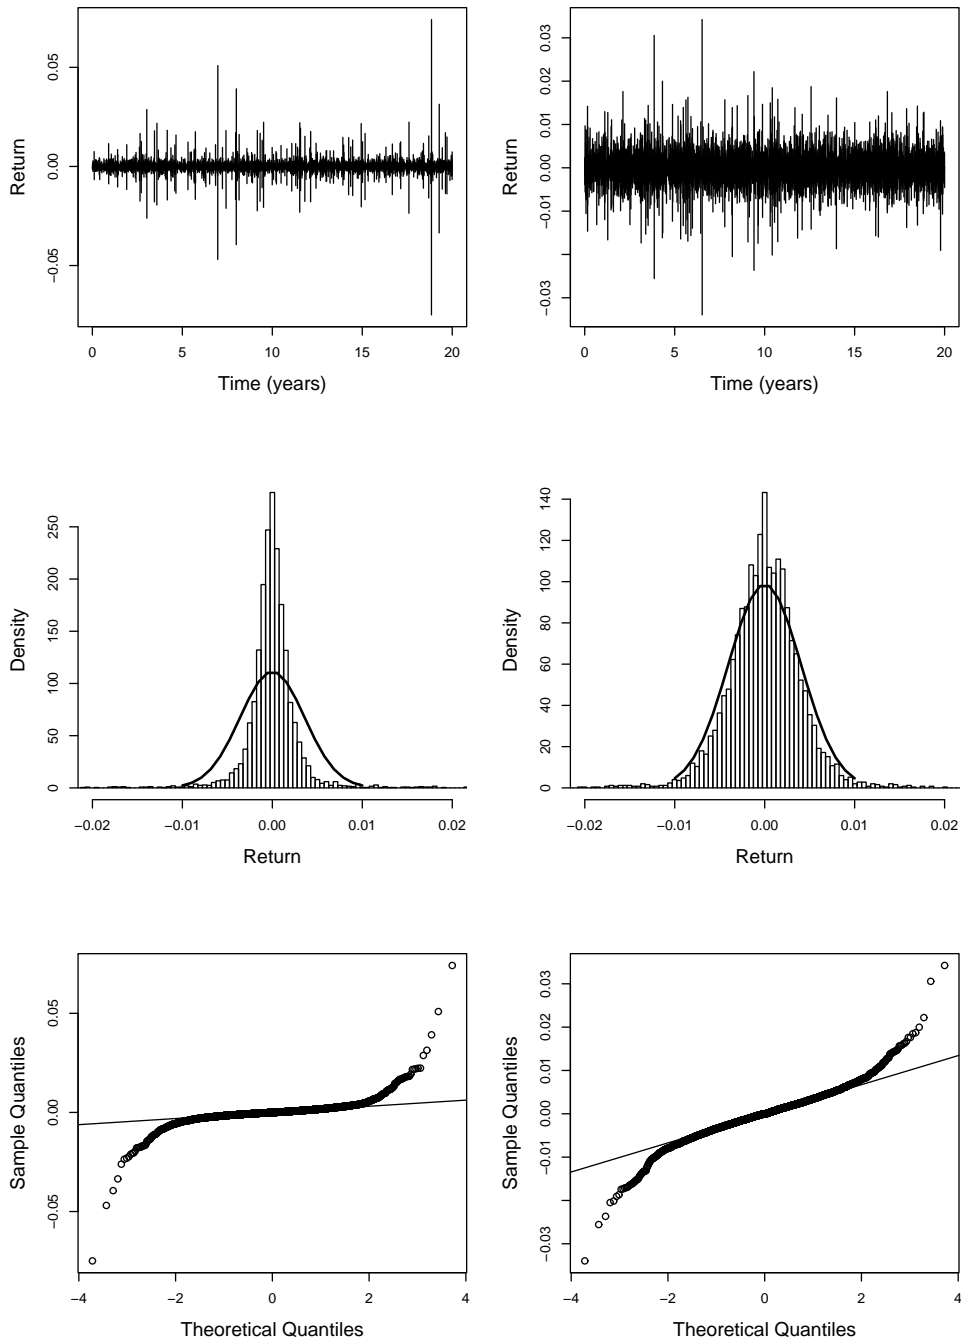 0.05
0.00
−0.05
Return
0 5 10 15 20
Time (years)
0.03
0.02
0.01
0.00
−0.01
−0.03
Return
0 5 10 15 20
Time (years)
250
200
150
100
50
0
Density
−0.02 −0.01 0.00 0.01 0.02
Return
140
120
100
80
60
40
20
0
Density
−0.02 −0.01 0.00 0.01 0.02
Return
0.05
0.00
−0.05
Sample Quantiles
−4 −2 0 2 4
Theoretical Quantiles
0.03
0.02
0.01
0.00
−0.01
−0.03
Sample Quantiles
−4 −2 0 2 4
Theoretical Quantiles